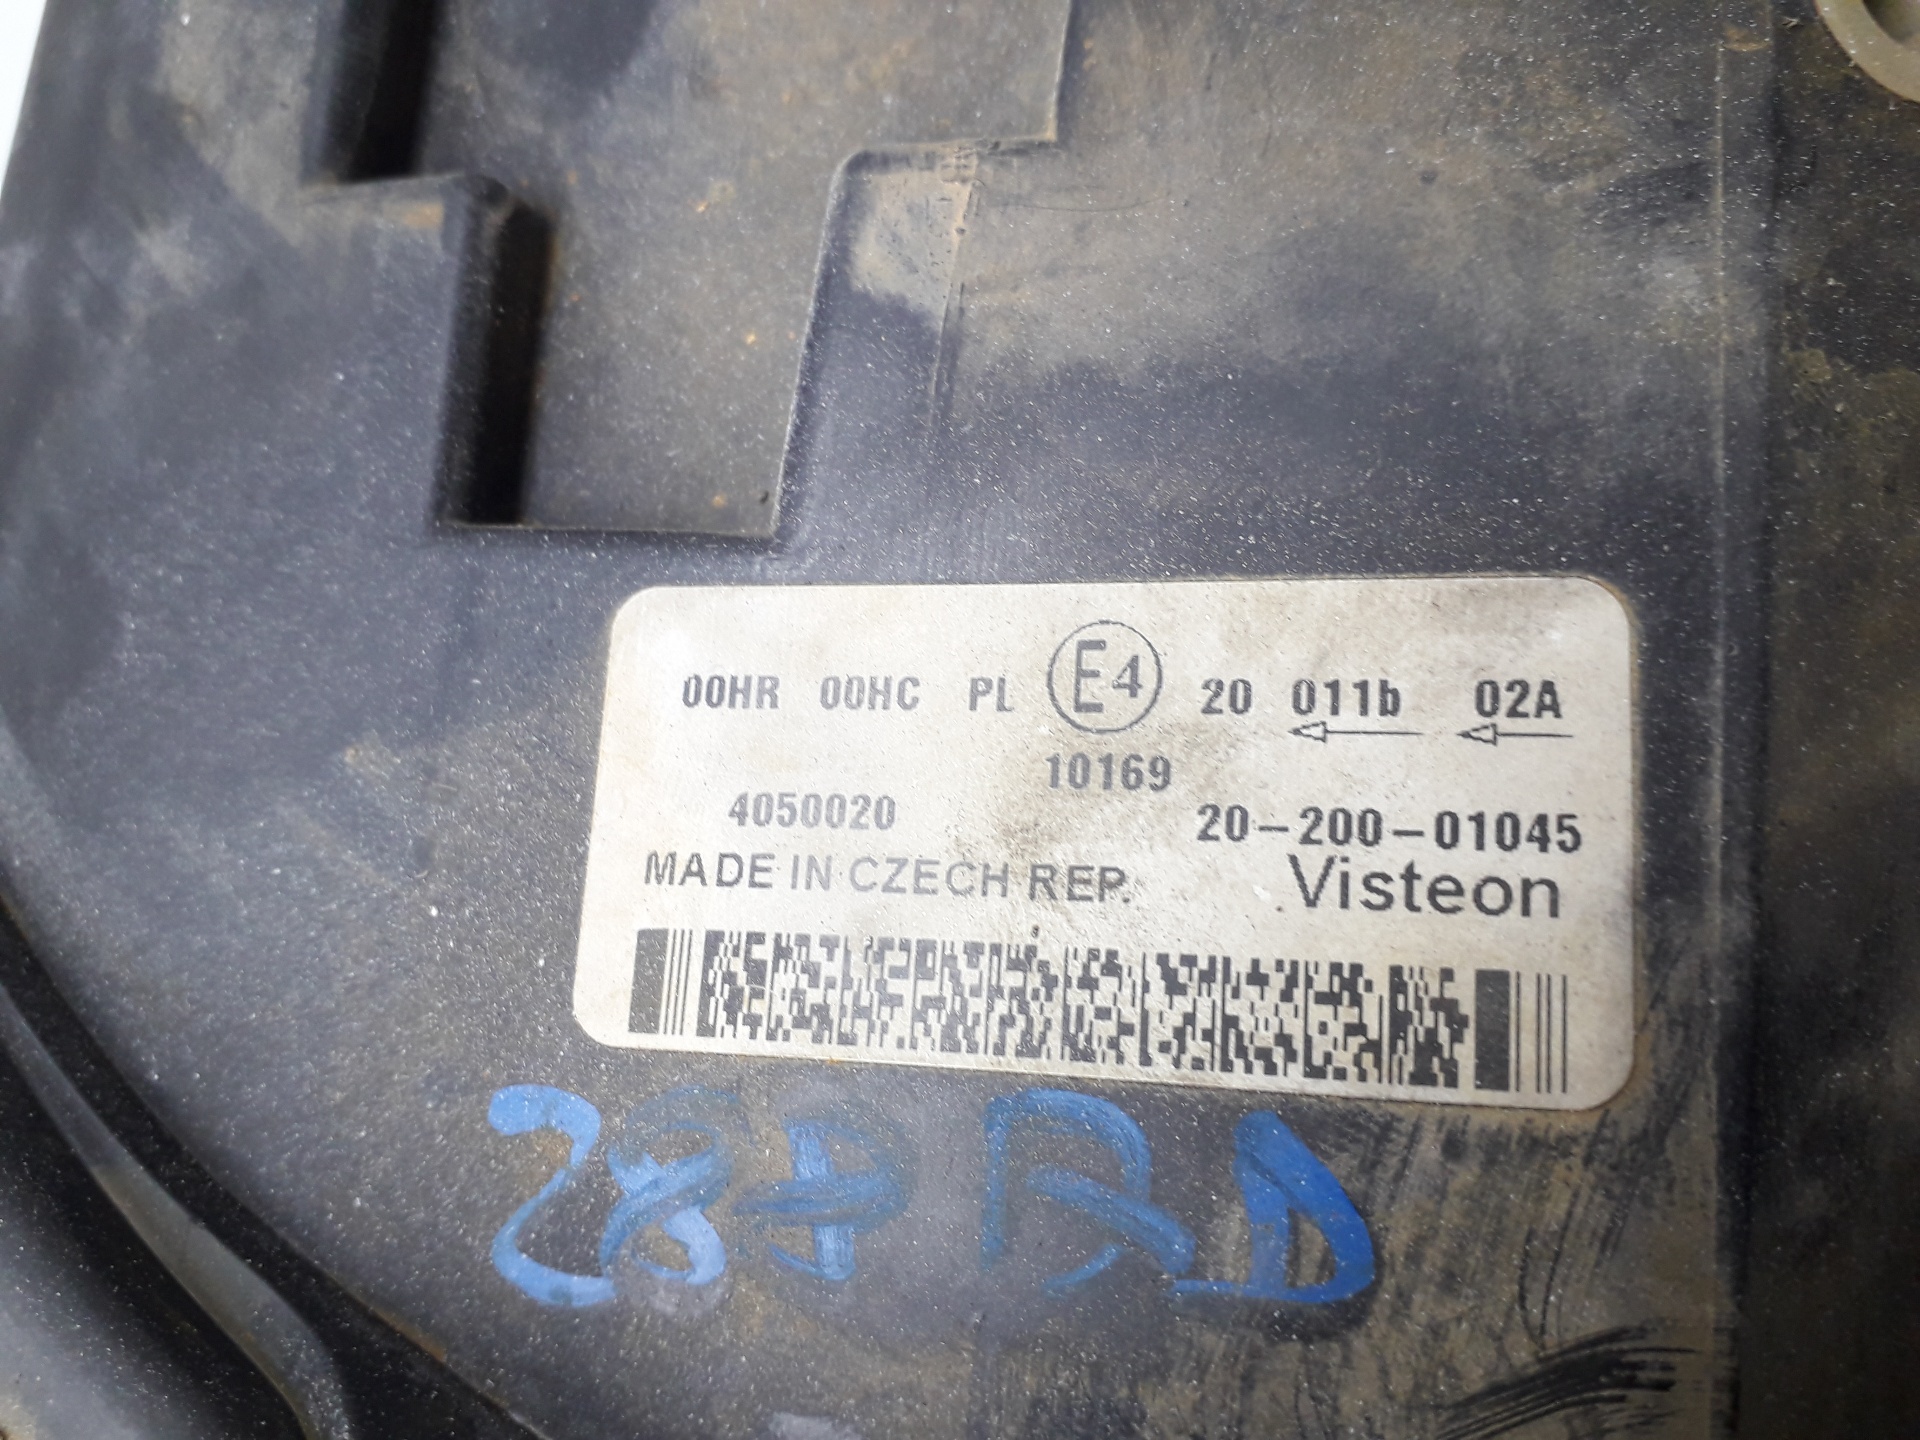 00HR 00HC PL E4 20 011b 02A
10169
4050020 20-200-01045
MADE IN CZECH REP. Visteon